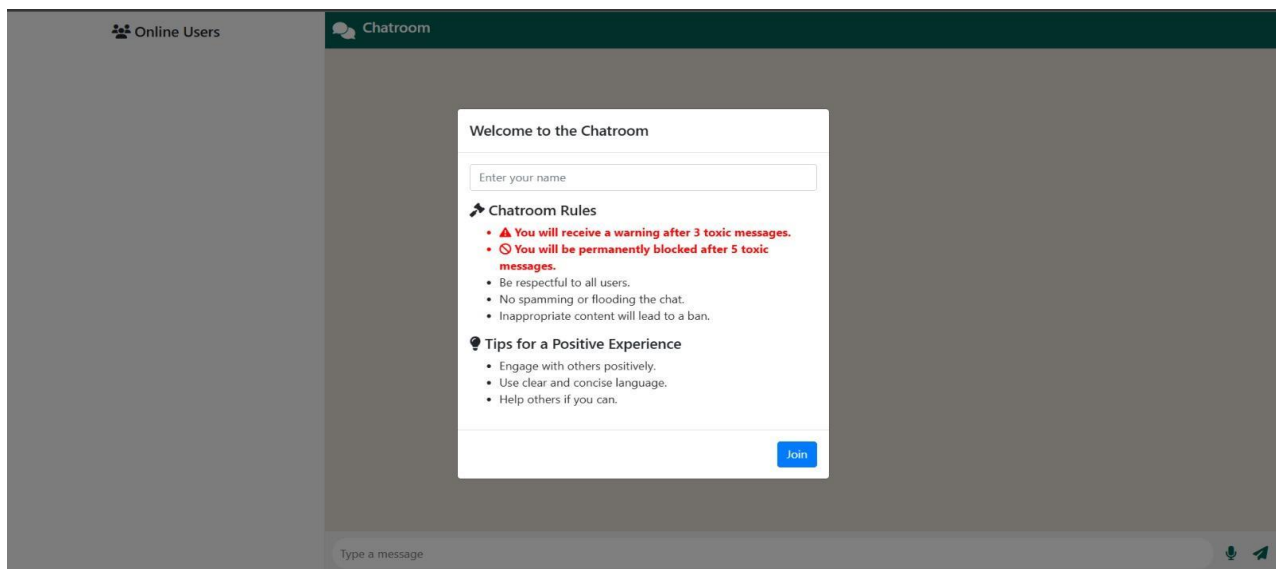 Online Users
Chatroom
Welcome to the Chatroom
Enter your name
Chatroom Rules
You will receive a warning after 3 toxic messages.
You will be permanently blocked after 5 toxic
messages.
Be respectful to all users.
No spamming or flooding the chat.
Inappropriate content will lead to a ban.
Tips for a Positive Experience
Engage with others positively.
Use clear and concise language.
Help others if you can.
Join
Type a message